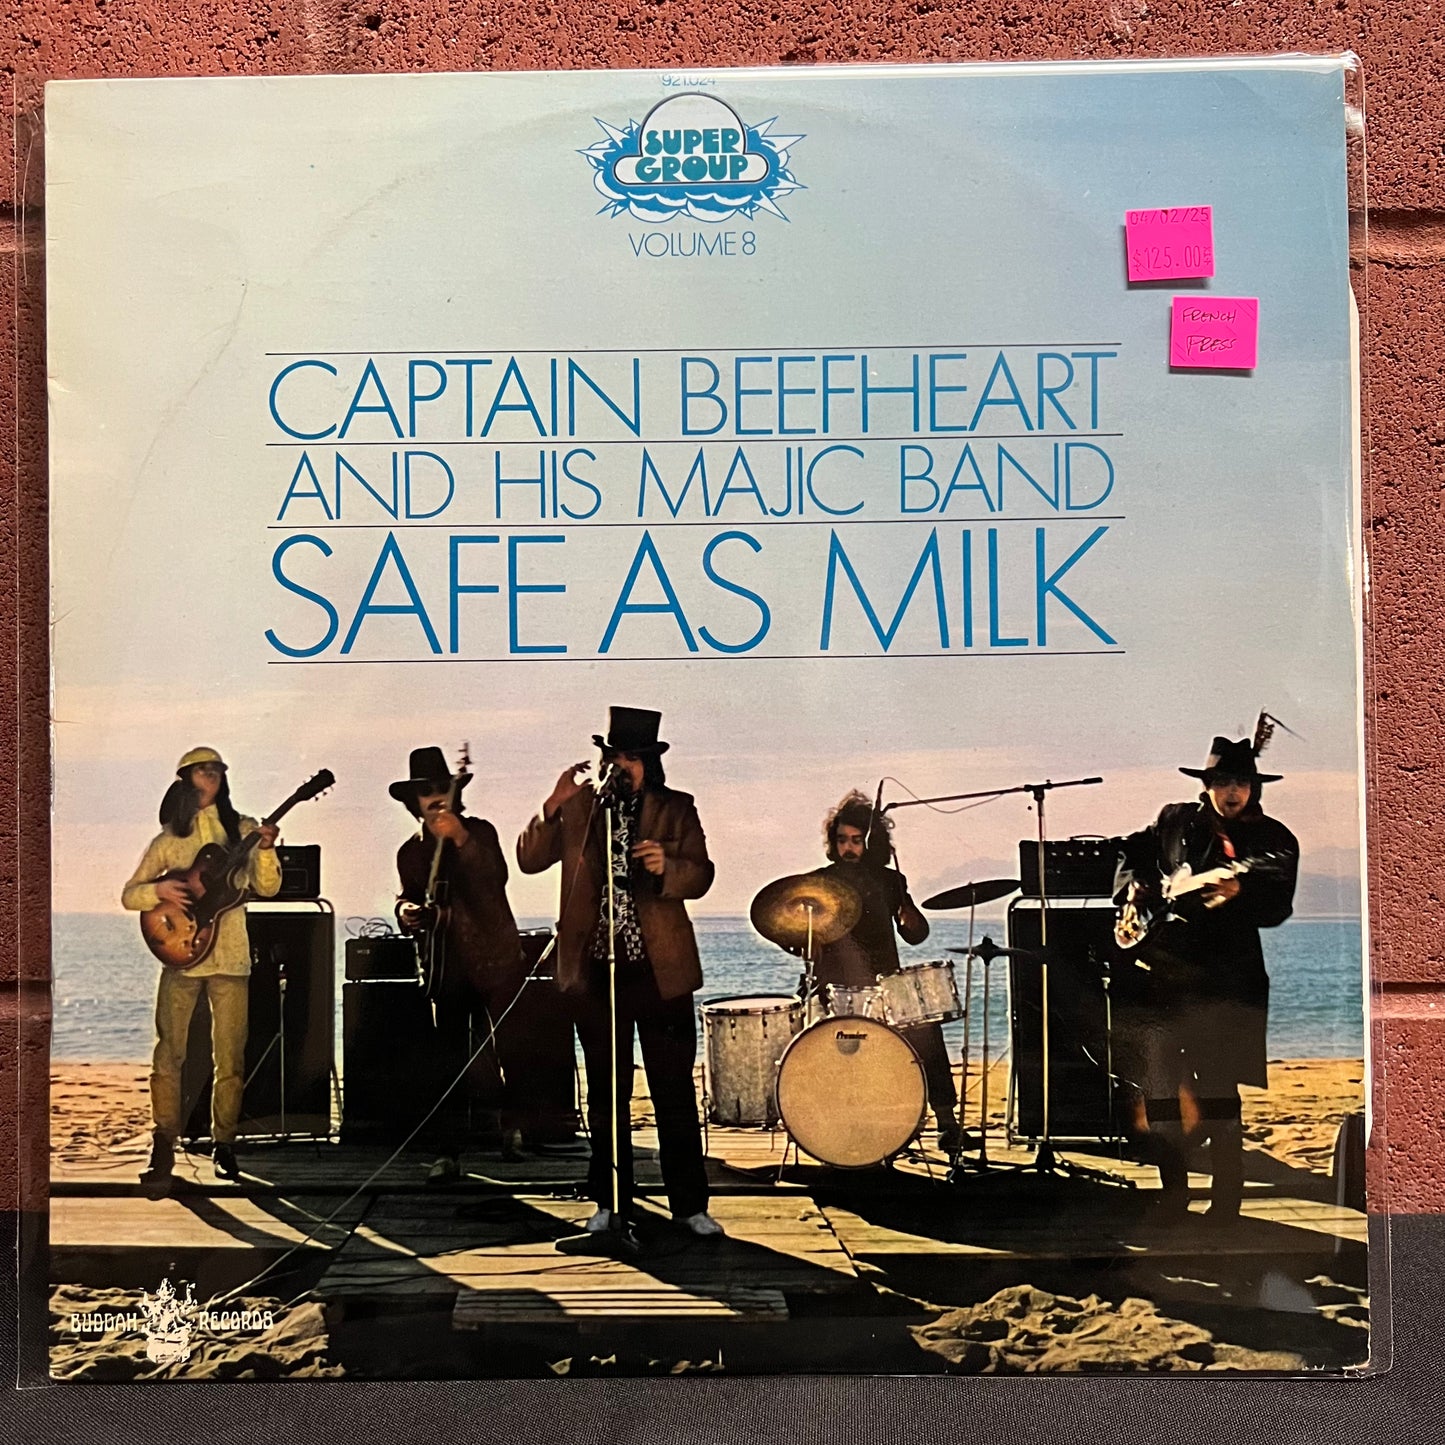 921.024
SUPER
GROUP
VOLUME 8
04/02/25
$125.00
FRENCH
PRESS
CAPTAIN BEEFHEART
AND HIS MAJIC BAND
SAFE AS MILK
Premier
BUDDAH RECORDS